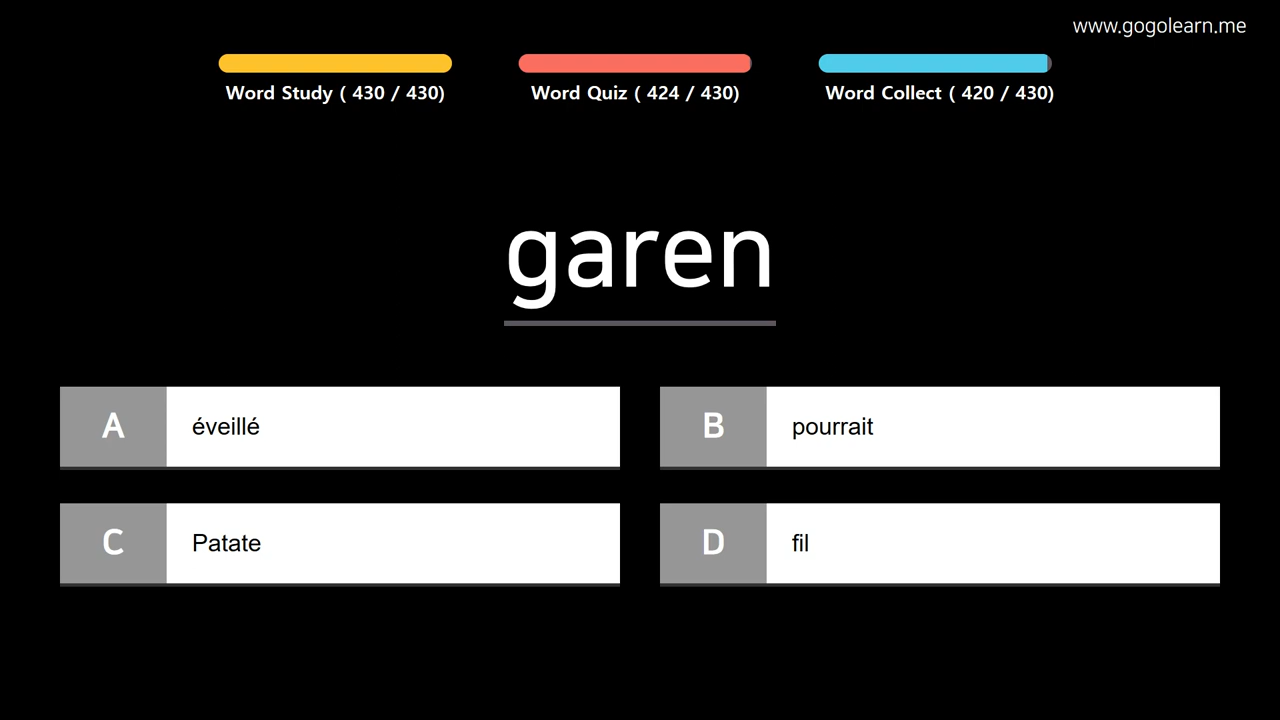 www.gogolearn.me
Word Study ( 430 / 430)
Word Quiz ( 424 / 430)
Word Collect ( 420 / 430)
garen
A éveillé
B pourrait
C Patate
D fil